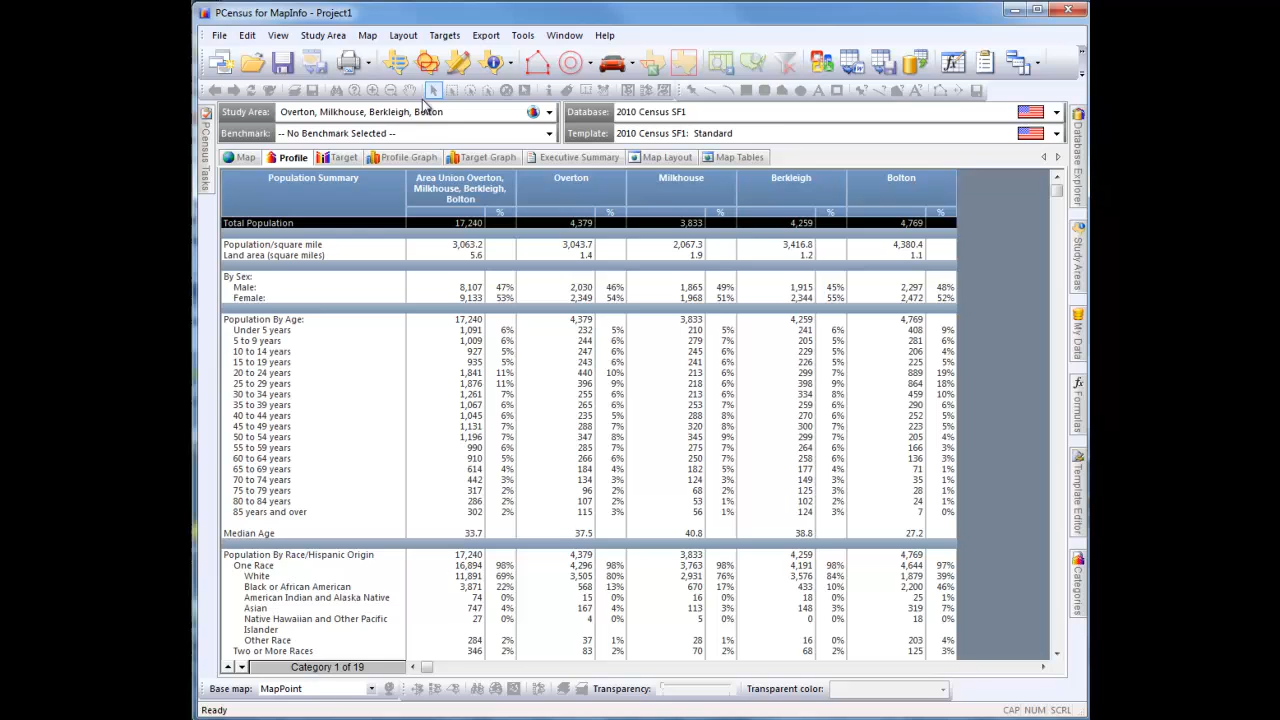 PCensus for MapInfo - Project1
File Edit View Study Area Map Layout Targets Export Tools Window Help
Study Area: Overton, Milkhouse, Berkleigh, Bolton Database: 2010 Census SF1
Benchmark: -- No Benchmark Selected -- Template: 2010 Census SF1: Standard
Map Profile Target Profile Graph Target Graph Executive Summary Map Layout Map Tables
PCensus Tasks
Population Summary Area Union Overton, Overton Milkhouse Berkleigh Bolton
Milkhouse, Berkleigh,
Bolton
% % % % %
Total Population 17,240 4,379 3,833 4,259 4,769
Population/square mile 3,063.2 3,043.7 2,067.3 3,416.8 4,380.4
Land area (square miles) 5.6 1.4 1.9 1.2 1.1
By Sex:
Male: 8,107 47% 2,030 46% 1,865 49% 1,915 45% 2,297 48%
Female: 9,133 53% 2,349 54% 1,968 51% 2,344 55% 2,472 52%
Population By Age: 17,240 4,379 3,833 4,259 4,769
Under 5 years 1,091 6% 232 5% 210 5% 241 6% 408 9%
5 to 9 years 1,009 6% 244 6% 279 7% 205 5% 281 6%
10 to 14 years 927 5% 247 6% 245 6% 229 5% 206 4%
15 to 19 years 935 5% 243 6% 241 6% 226 5% 225 5%
20 to 24 years 1,841 11% 440 10% 213 6% 299 7% 889 19%
25 to 29 years 1,876 11% 396 9% 218 6% 398 9% 864 18%
30 to 34 years 1,261 7% 255 6% 213 6% 334 8% 459 10%
35 to 39 years 1,067 6% 265 6% 253 7% 259 6% 290 6%
40 to 44 years 1,045 6% 235 5% 288 8% 270 6% 252 5%
45 to 49 years 1,131 7% 288 7% 320 8% 300 7% 223 5%
50 to 54 years 1,196 7% 347 8% 345 9% 299 7% 205 4%
55 to 59 years 990 6% 285 7% 275 7% 264 6% 166 3%
60 to 64 years 910 5% 266 6% 250 7% 258 6% 136 3%
65 to 69 years 614 4% 184 4% 182 5% 177 4% 71 1%
70 to 74 years 442 3% 134 3% 124 3% 149 3% 35 1%
75 to 79 years 317 2% 96 2% 68 2% 125 3% 28 1%
80 to 84 years 286 2% 107 2% 53 1% 102 2% 24 1%
85 years and over 302 2% 115 3% 56 1% 124 3% 7 0%
Median Age 33.7 37.5 40.8 38.8 27.2
Population By Race/Hispanic Origin 17,240 4,379 3,833 4,259 4,769
One Race 16,894 98% 4,296 98% 3,763 98% 4,191 98% 4,644 97%
White 11,891 69% 3,505 80% 2,931 76% 3,576 84% 1,879 39%
Black or African American 3,871 22% 568 13% 670 17% 433 10% 2,200 46%
American Indian and Alaska Native 74 0% 15 0% 16 0% 18 0% 25 1%
Asian 747 4% 167 4% 113 3% 148 3% 319 7%
Native Hawaiian and Other Pacific 27 0% 4 0% 5 0% 0 0% 18 0%
Islander
Other Race 284 2% 37 1% 28 1% 16 0% 203 4%
Two or More Races 346 2% 83 2% 70 2% 68 2% 125 3%
Category 1 of 19
Database Explorer
Study Areas
My Data
fx
Formulas
Template Editor
Categories
Base map: MapPoint Transparency: Transparent color:
Ready CAP NUM SCRL